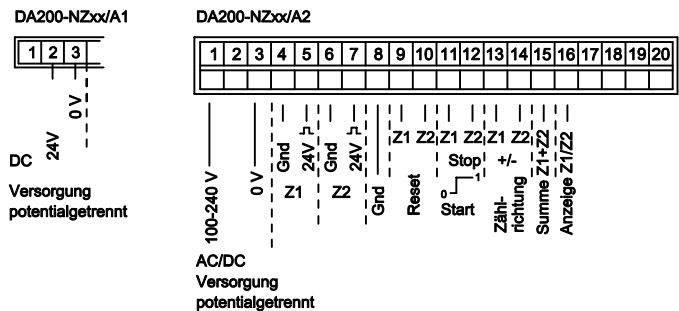 DA200-NZxx/A1
1 2 3
24V
0 V
DC
Versorgung
potentialgetrennt
DA200-NZxx/A2
1 2 3 4 5 6 7 8 9 10 11 12 13 14 15 16 17 18 19 20
100-240 V
0 V
Gnd
24V
Z1
Gnd
24V
Z2
Gnd
Z1 Z2
Reset
Z1 Z2
Stop
0 1
Start
Z1 Z2
+/-
Zähl-
richtung
Summe Z1+Z2
Anzeige Z1/Z2
AC/DC
Versorgung
potentialgetrennt